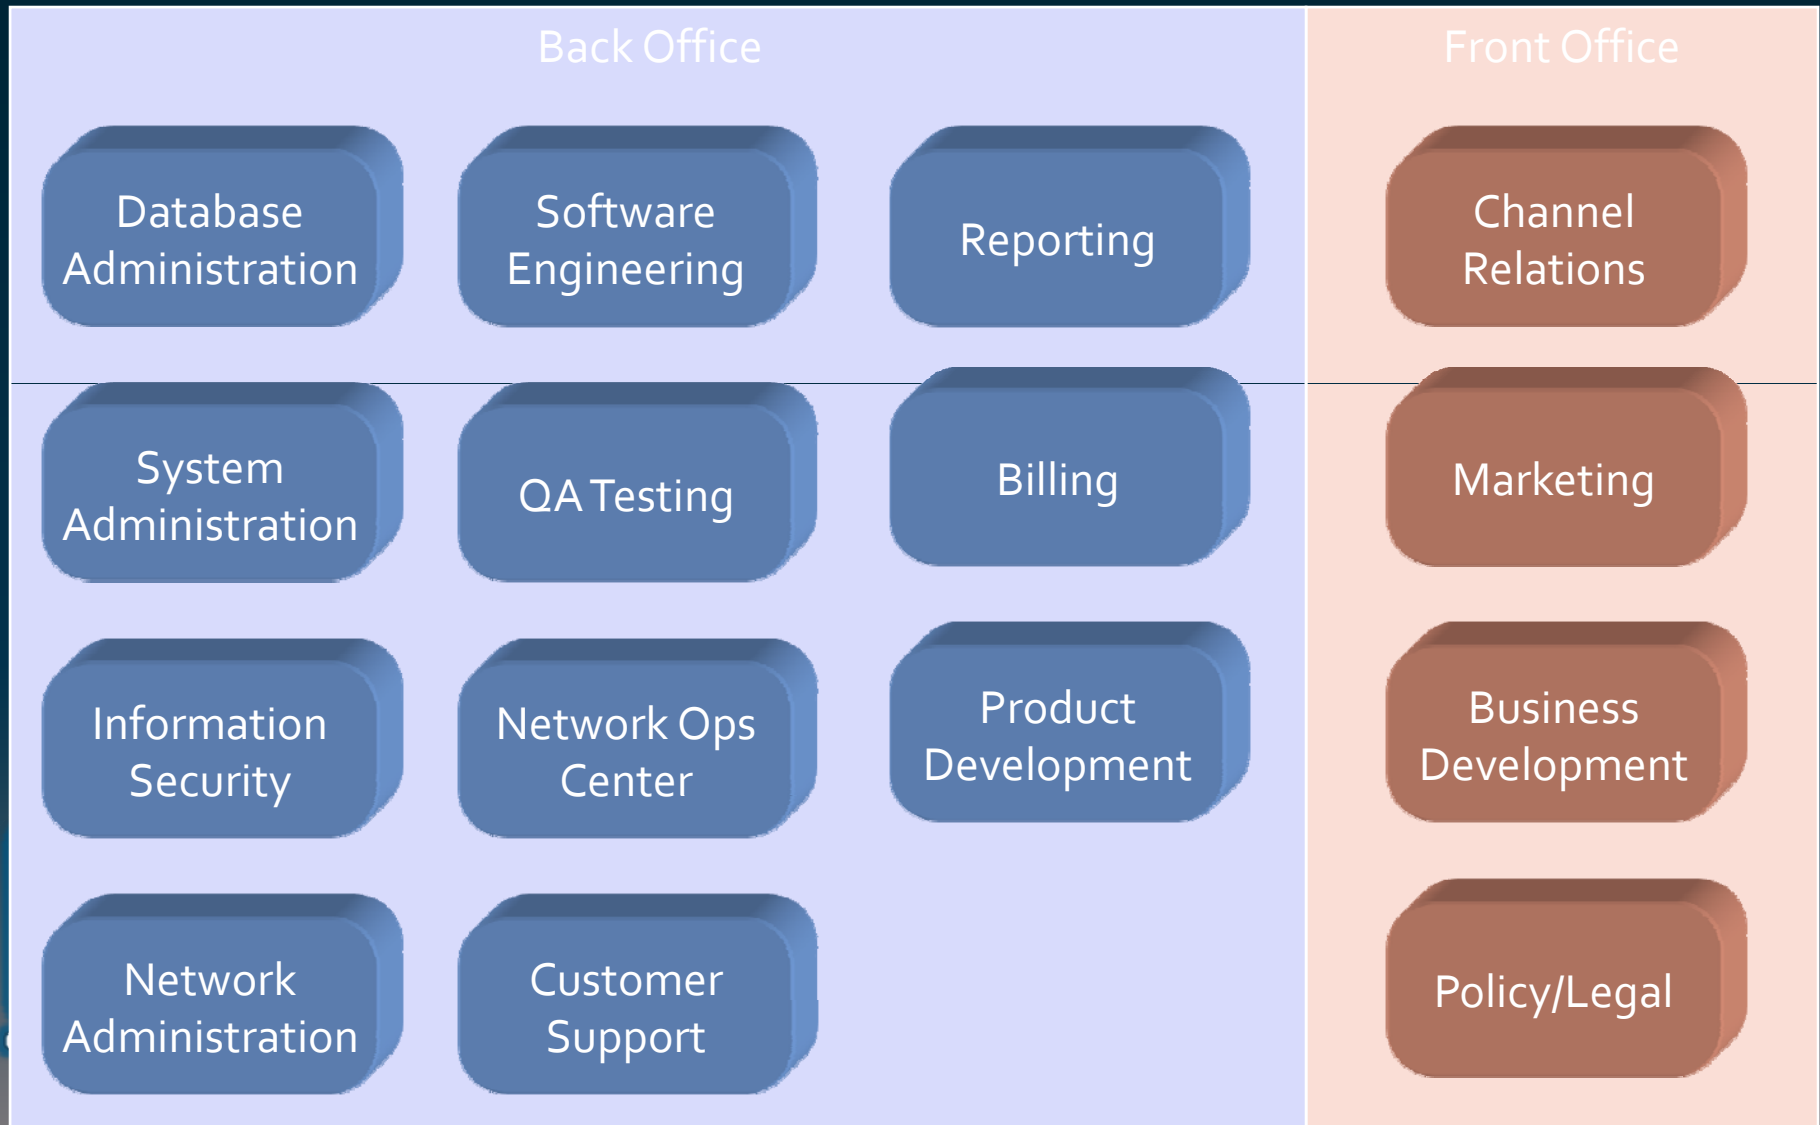 Back Office
Front Office
Database
Administration
Software
Engineering
Reporting
Channel
Relations
System
Administration
QA Testing
Billing
Marketing
Information
Security
Network Ops
Center
Product
Development
Business
Development
Network
Administration
Customer
Support
Policy/Legal